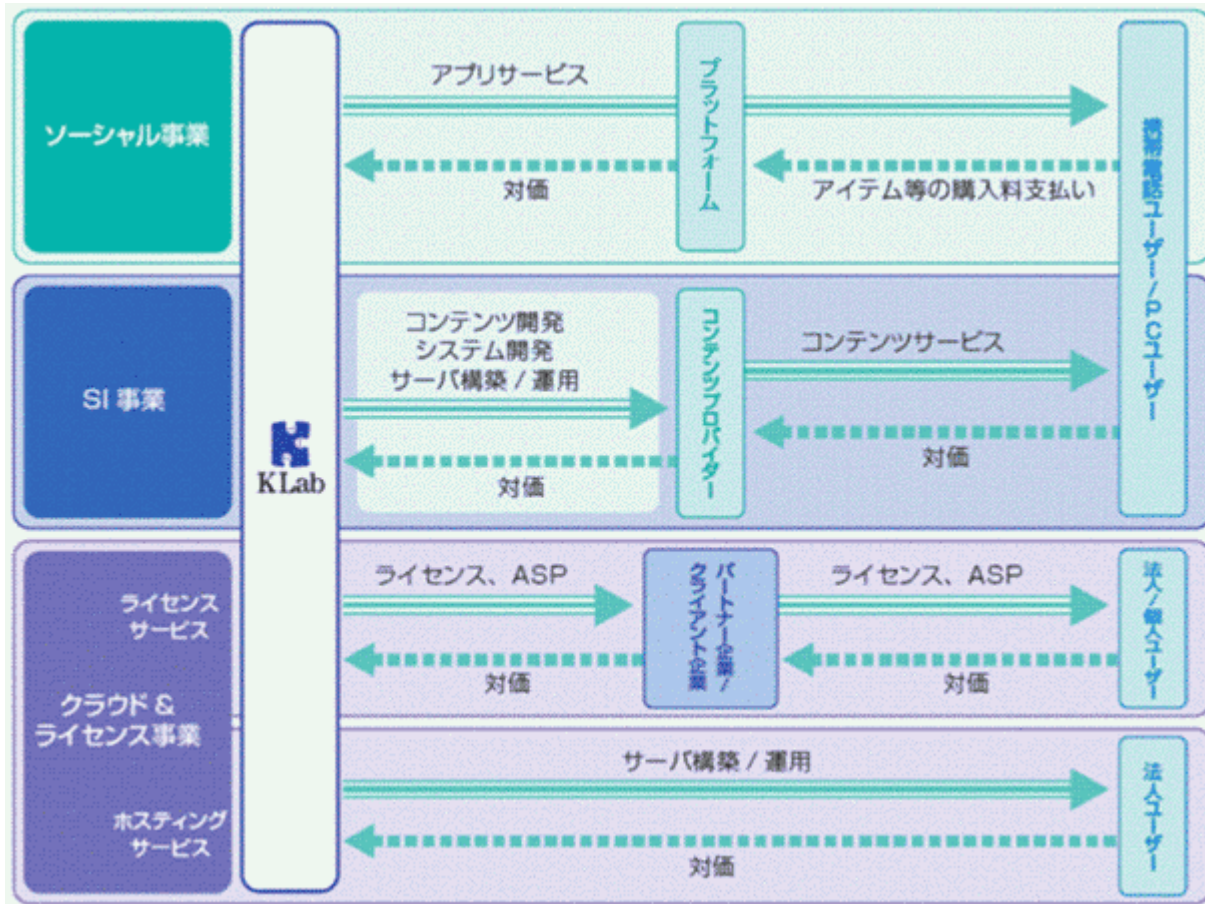 ソーシャル事業
アプリサービス
対価
プラットフォーム
アイテム等の購入料支払い
携帯電話ユーザー/PCユーザー
SI 事業
KLab
コンテンツ開発
システム開発
サーバ構築 / 運用
対価
コンテンツプロバイダー
コンテンツサービス
対価
ライセンス
サービス
クラウド &
ライセンス事業
ホスティング
サービス
ライセンス、ASP
対価
パートナー企業/
クライアント企業
ライセンス、ASP
対価
法人/個人ユーザー
サーバ構築 / 運用
対価
法人ユーザー